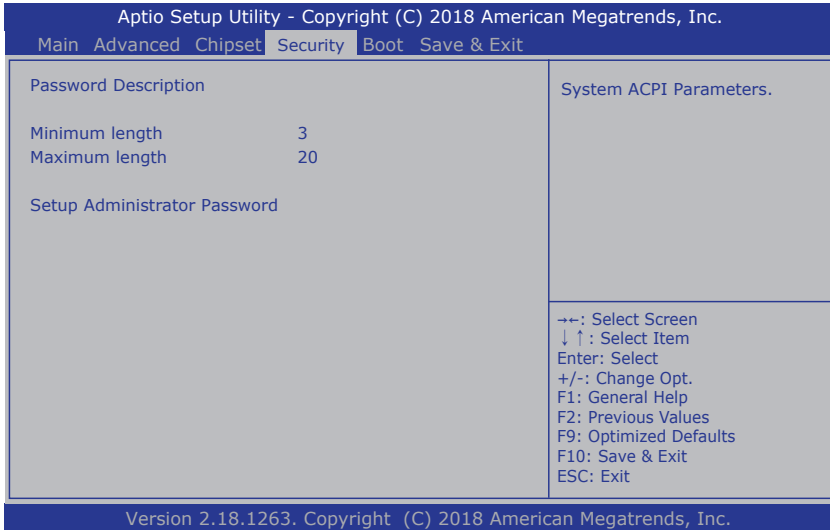 Aptio Setup Utility - Copyright (C) 2018 American Megatrends, Inc.
Main Advanced Chipset Security Boot Save & Exit
Password Description
Minimum length 3
Maximum length 20
Setup Administrator Password
System ACPI Parameters.
→←: Select Screen
↓↑: Select Item
Enter: Select
+/-: Change Opt.
F1: General Help
F2: Previous Values
F9: Optimized Defaults
F10: Save & Exit
ESC: Exit
Version 2.18.1263. Copyright (C) 2018 American Megatrends, Inc.